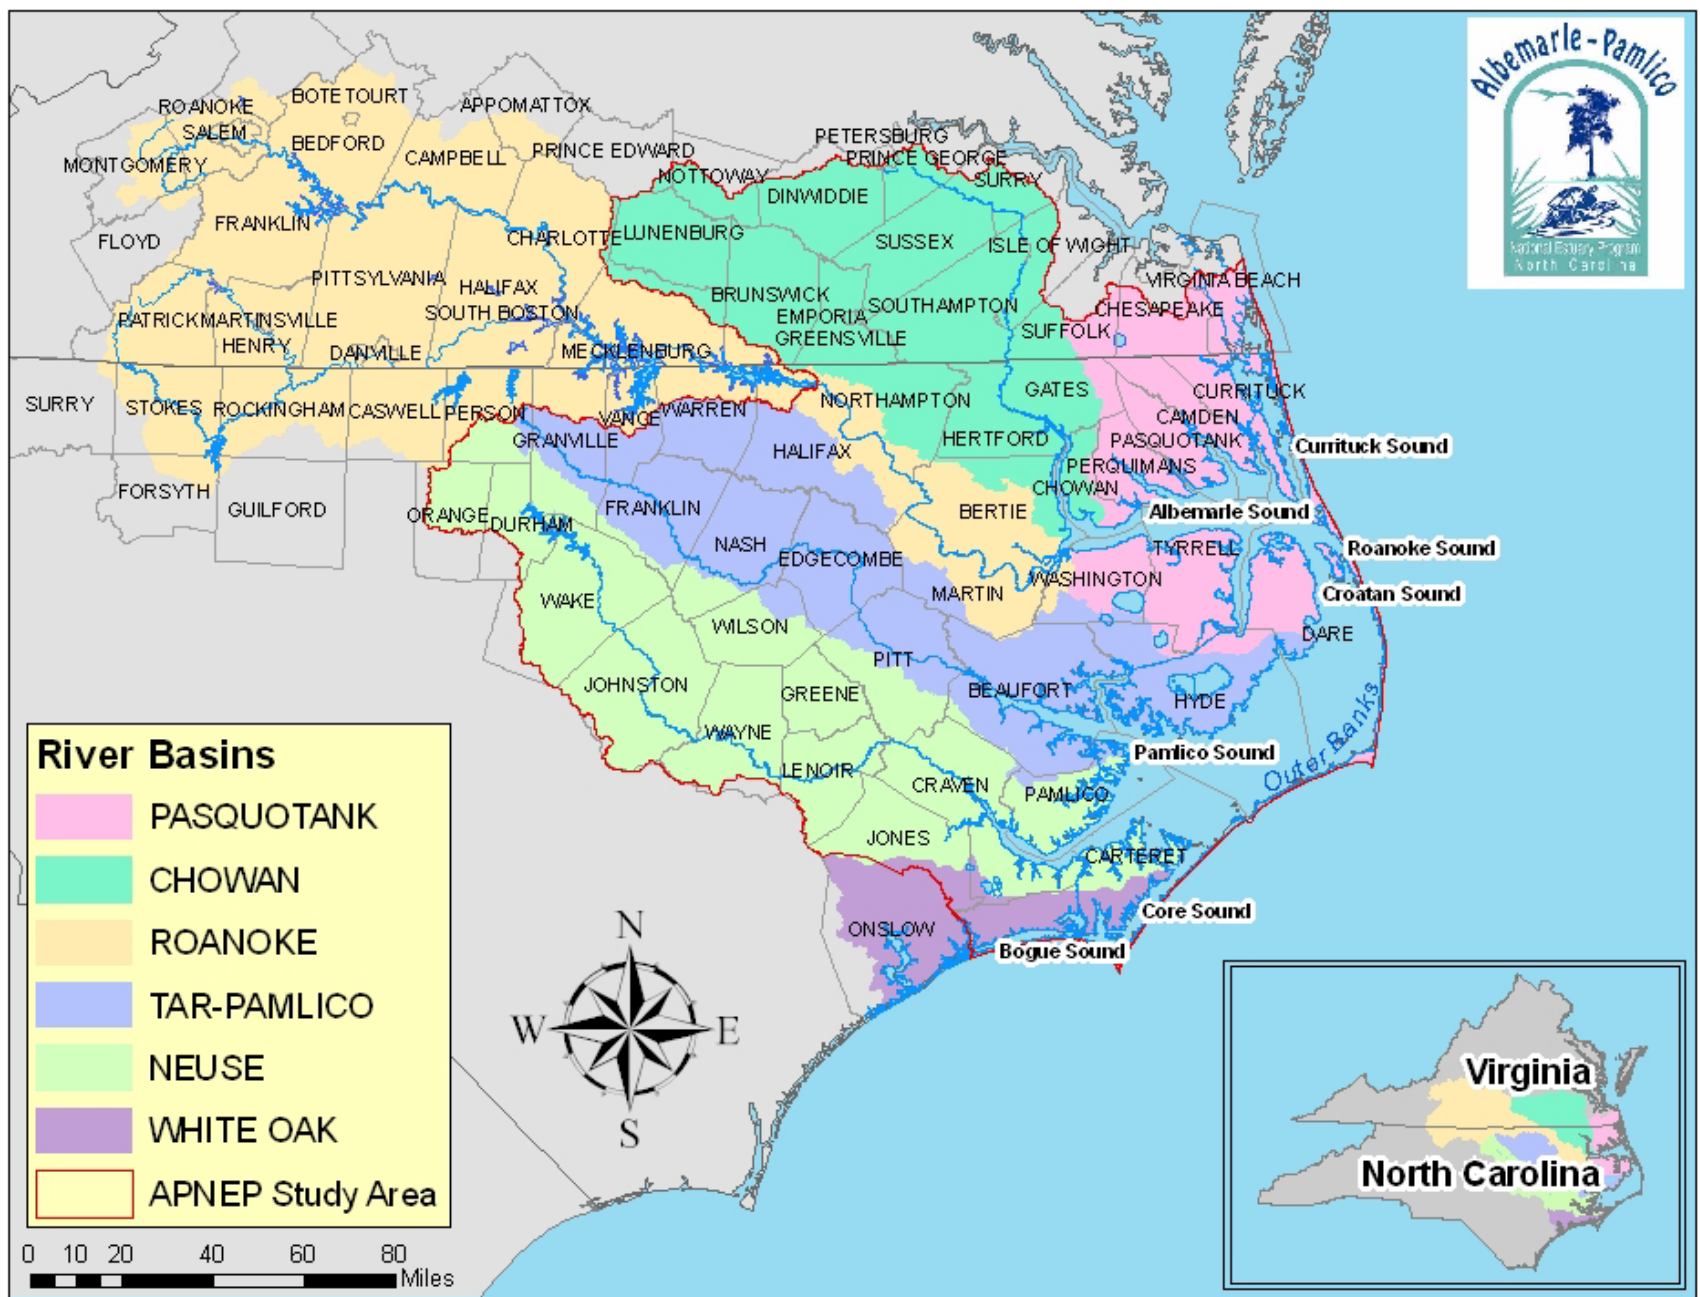 Albemarle-Pamlico
National Estuary Program
North Carolina
BOTETOURT
ROANOKE
APPOMATTOX
SALEM
BEDFORD
PETERSBURG
CAMPBELL
PRINCE EDWARD
PRINCE GEORGE
MONTGOMERY
NOTTOWAY
SURRY
DINWIDDIE
FRANKLIN
FLOYD
CHARLOTTE
LUNENBURG
SUSSEX
ISLE OF WIGHT
PITTSYLVANIA
HALIFAX
VIRGINIA BEACH
BRUNSWICK
SOUTH BOSTON
SOUTHAMPTON
CHESAPEAKE
PATRICK
MARTINSVILLE
EMPORIA
SUFFOLK
HENRY
DANVILLE
MECKLENBURG
GREENSVILLE
SURRY
STOKES
ROCKINGHAM
CASWELL
PERSON
VANCE
WARREN
NORTHAMPTON
GATES
CURRITUCK
CAMDEN
GRANVILLE
HALIFAX
HERTFORD
PASQUOTANK
Currituck Sound
PERQUIMANS
CHOWAN
FORSYTH
GUILFORD
ORANGE
DURHAM
FRANKLIN
BERTIE
Albemarle Sound
NASH
EDGECOMBE
TYRRELL
Roanoke Sound
WASHINGTON
MARTIN
Croatan Sound
WAKE
WILSON
DARE
PITT
JOHNSTON
GREENE
BEAUFORT
HYDE
WAYNE
Outer Banks
Pamlico Sound
LENOIR
CRAVEN
PAMLICO
JONES
CARTERET
Core Sound
ONSLOW
Bogue Sound
River Basins
PASQUOTANK
CHOWAN
ROANOKE
TAR-PAMLICO
NEUSE
WHITE OAK
APNEP Study Area
0 10 20 40 60 80
Miles
N
W E
S
Virginia
North Carolina